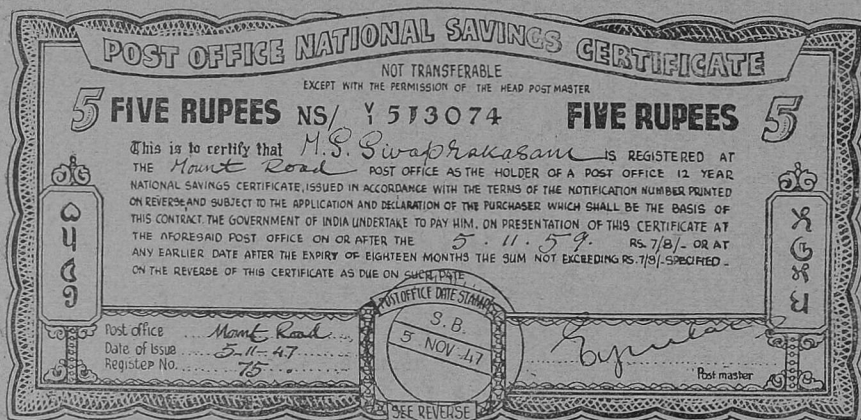 POST OFFICE NATIONAL SAVINGS CERTIFICATE
NOT TRANSFERABLE
EXCEPT WITH THE PERMISSION OF THE HEAD POSTMASTER
5 FIVE RUPEES NS/ Y/Y 513074 FIVE RUPEES 5
This is to certify that M.S. Sivaprakasam IS REGISTERED AT
THE Mount Road POST OFFICE AS THE HOLDER OF A POST OFFICE 12 YEAR
NATIONAL SAVINGS CERTIFICATE, ISSUED IN ACCORDANCE WITH THE TERMS OF THE NOTIFICATION NUMBER PRINTED
ON REVERSE AND SUBJECT TO THE APPLICATION AND DECLARATION OF THE PURCHASER WHICH SHALL BE THE BASIS OF
THIS CONTRACT. THE GOVERNMENT OF INDIA UNDERTAKE TO PAY HIM, ON PRESENTATION OF THIS CERTIFICATE AT
THE AFORESAID POST OFFICE ON OR AFTER THE 5.11.59. RS. 7/8/- OR AT
ANY EARLIER DATE AFTER THE EXPIRY OF EIGHTEEN MONTHS THE SUM NOT EXCEEDING RS. 7/8/- SPECIFIED
ON THE REVERSE OF THIS CERTIFICATE AS DUE ON SUCH DATE
POST OFFICE DATE STAMP
S.B.
5 NOV 47
Post office Mount Road
Date of Issue 5-11-47
Register No. 75
Post master
SEE REVERSE